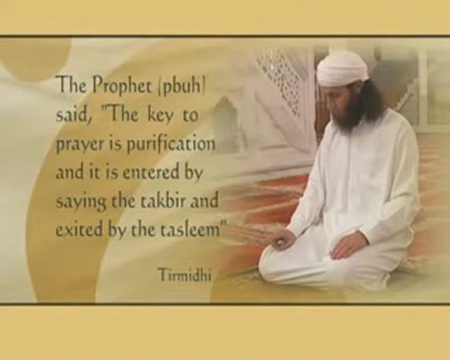 The Prophet (pbuh)
said, "The key to
prayer is purification
and it is entered by
saying the takbir and
exited by the tasleem"
Tirmidhi